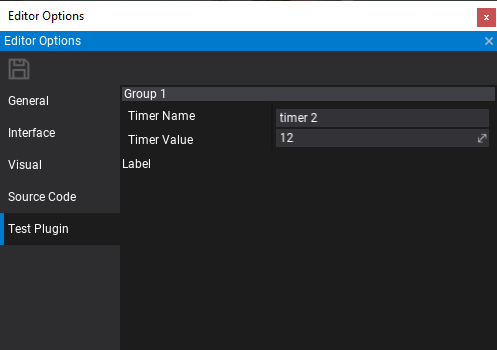 Editor Options
Editor Options
General
Interface
Visual
Source Code
Test Plugin
Group 1
Timer Name timer 2
Timer Value 12
Label